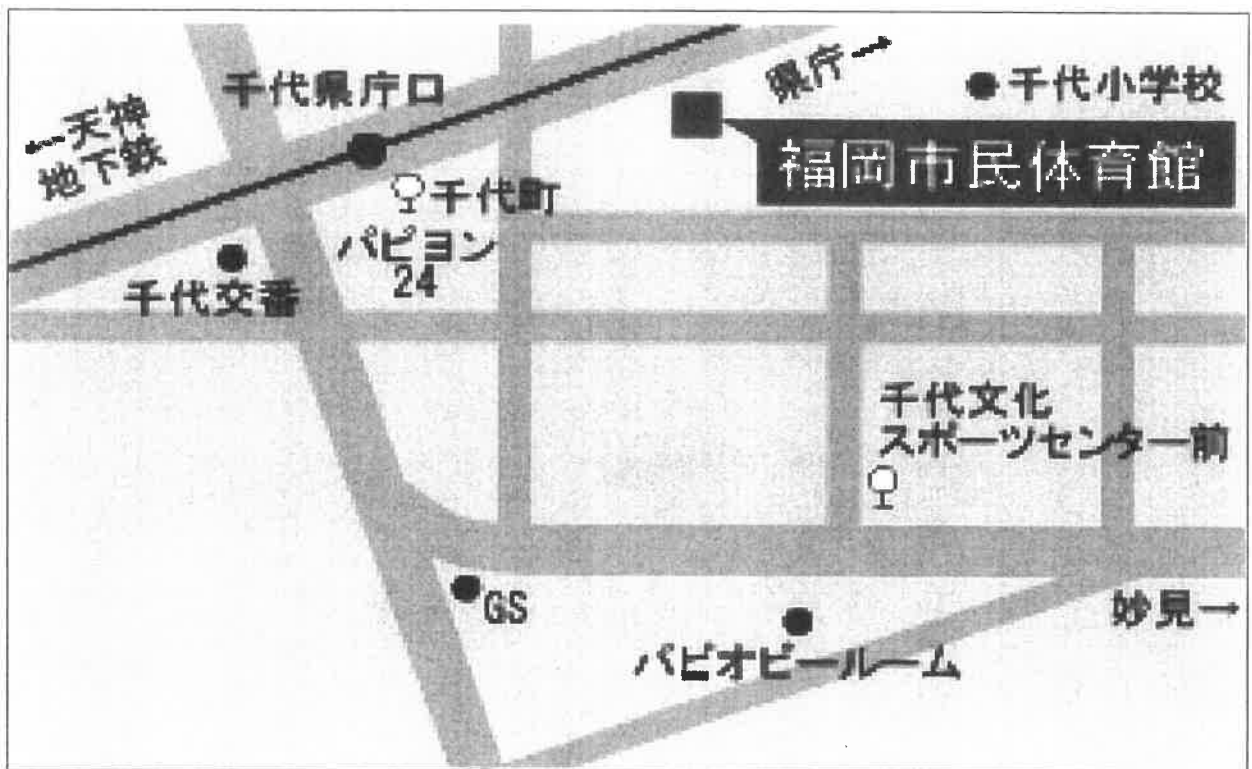 千代県庁口
県庁→
●千代小学校
←天神
地下鉄
福岡市民体育館
千代町
パピヨン
24
千代交番
千代文化
スポーツセンター前
GS
妙見→
パピオビールーム